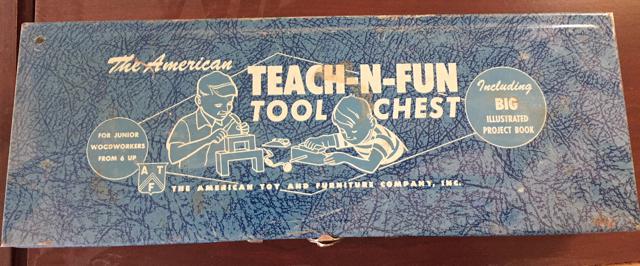 The American
TEACH-N-FUN
TOOL CHEST
Including
BIG
ILLUSTRATED
PROJECT BOOK
FOR JUNIOR
WOODWORKERS
FROM 6 UP
A T
F
THE AMERICAN TOY AND FURNITURE COMPANY, INC.